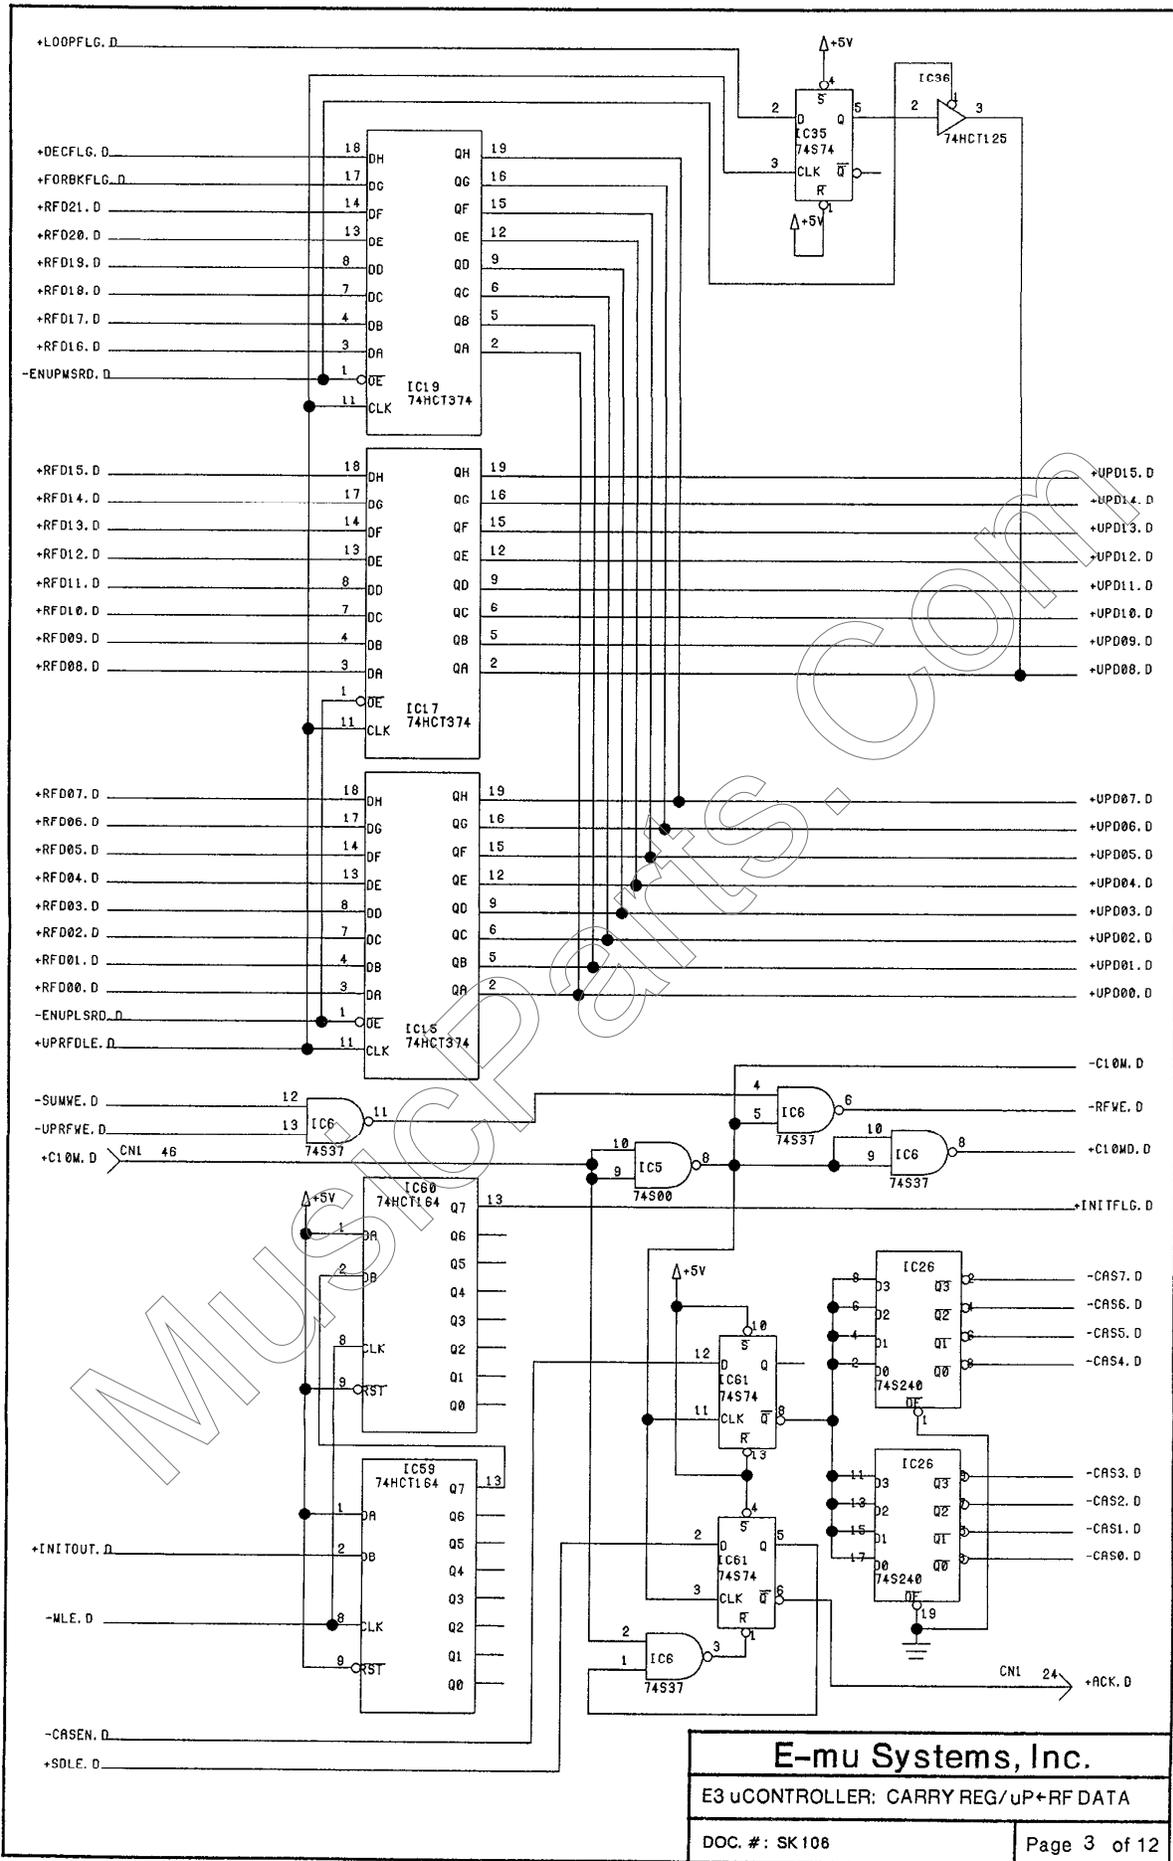 +LOOPFLG.D
+5V
4
S
2
D
Q
5
IC35
74S74
3
CLK
Q
R
1
+5V
IC36
1
2
3
74HCT125
+DECFLG.D 18 DH QH 19
+FORBKFLG.D 17 DG QG 16
+RFD21.D 14 DF QF 15
+RFD20.D 13 DE QE 12
+RFD19.D 8 DD QD 9
+RFD18.D 7 DC QC 6
+RFD17.D 4 DB QB 5
+RFD16.D 3 DA QA 2
-ENUPMSRD.D 1 OE
IC19
74HCT374
11 CLK
+RFD15.D 18 DH QH 19 +UPD15.D
+RFD14.D 17 DG QG 16 +UPD14.D
+RFD13.D 14 DF QF 15 +UPD13.D
+RFD12.D 13 DE QE 12 +UPD12.D
+RFD11.D 8 DD QD 9 +UPD11.D
+RFD10.D 7 DC QC 6 +UPD10.D
+RFD09.D 4 DB QB 5 +UPD09.D
+RFD08.D 3 DA QA 2 +UPD08.D
1 OE
IC17
74HCT374
11 CLK
+RFD07.D 18 DH QH 19 +UPD07.D
+RFD06.D 17 DG QG 16 +UPD06.D
+RFD05.D 14 DF QF 15 +UPD05.D
+RFD04.D 13 DE QE 12 +UPD04.D
+RFD03.D 8 DD QD 9 +UPD03.D
+RFD02.D 7 DC QC 6 +UPD02.D
+RFD01.D 4 DB QB 5 +UPD01.D
+RFD00.D 3 DA QA 2 +UPD00.D
-ENUPLSRD.D 1 OE
IC15
74HCT374
+UPRFDLE.D 11 CLK
-C10M.D
-SUMWE.D 12
-UPRFWE.D 13
IC6
11
74S37
4
5
IC6
6
74S37
-RFWE.D
+C10M.D CN1 46
10
9
IC5
8
74S00
10
9
IC6
8
74S37
+C10MD.D
+5V
IC60
74HCT164
1 DA
2 DB
8 CLK
9 RST
Q7 13
Q6
Q5
Q4
Q3
Q2
Q1
Q0
+INITFLG.D
IC59
74HCT164
1 DA
+INITOUT.D 2 DB
-MLE.D 8 CLK
9 RST
Q7 13
Q6
Q5
Q4
Q3
Q2
Q1
Q0
+5V
10
S
12 D Q
IC61
74S74
11 CLK Q 8
R
13
4
S
2 D Q 5
IC61
74S74
3 CLK Q 6
R
1
2
1
IC6
3
74S37
IC26
8 D3 Q3 2 -CAS7.D
6 D2 Q2 4 -CAS6.D
4 D1 Q1 6 -CAS5.D
2 D0 Q0 8 -CAS4.D
74S240
OE
1
IC26
11 D3 Q3 -CAS3.D
13 D2 Q2 -CAS2.D
15 D1 Q1 -CAS1.D
17 D0 Q0 -CAS0.D
74S240
OE
19
CN1 24 +ACK.D
-CASEN.D
+SDLE.D
MusicParts.Com
E-mu Systems, Inc.
E3 uCONTROLLER: CARRY REG/uP←RF DATA
DOC. #: SK106
Page 3 of 12